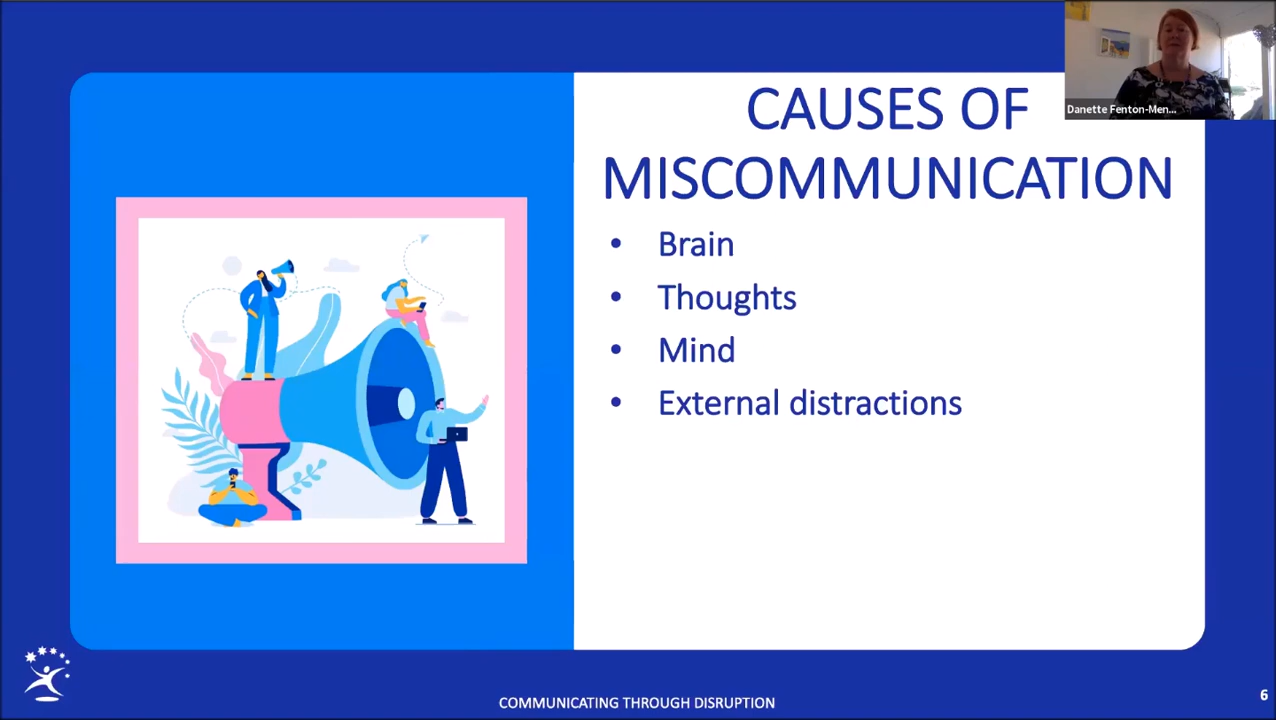 CAUSES OF
MISCOMMUNICATION
• Brain
• Thoughts
• Mind
• External distractions
Danette Fenton-Men...
COMMUNICATING THROUGH DISRUPTION
6